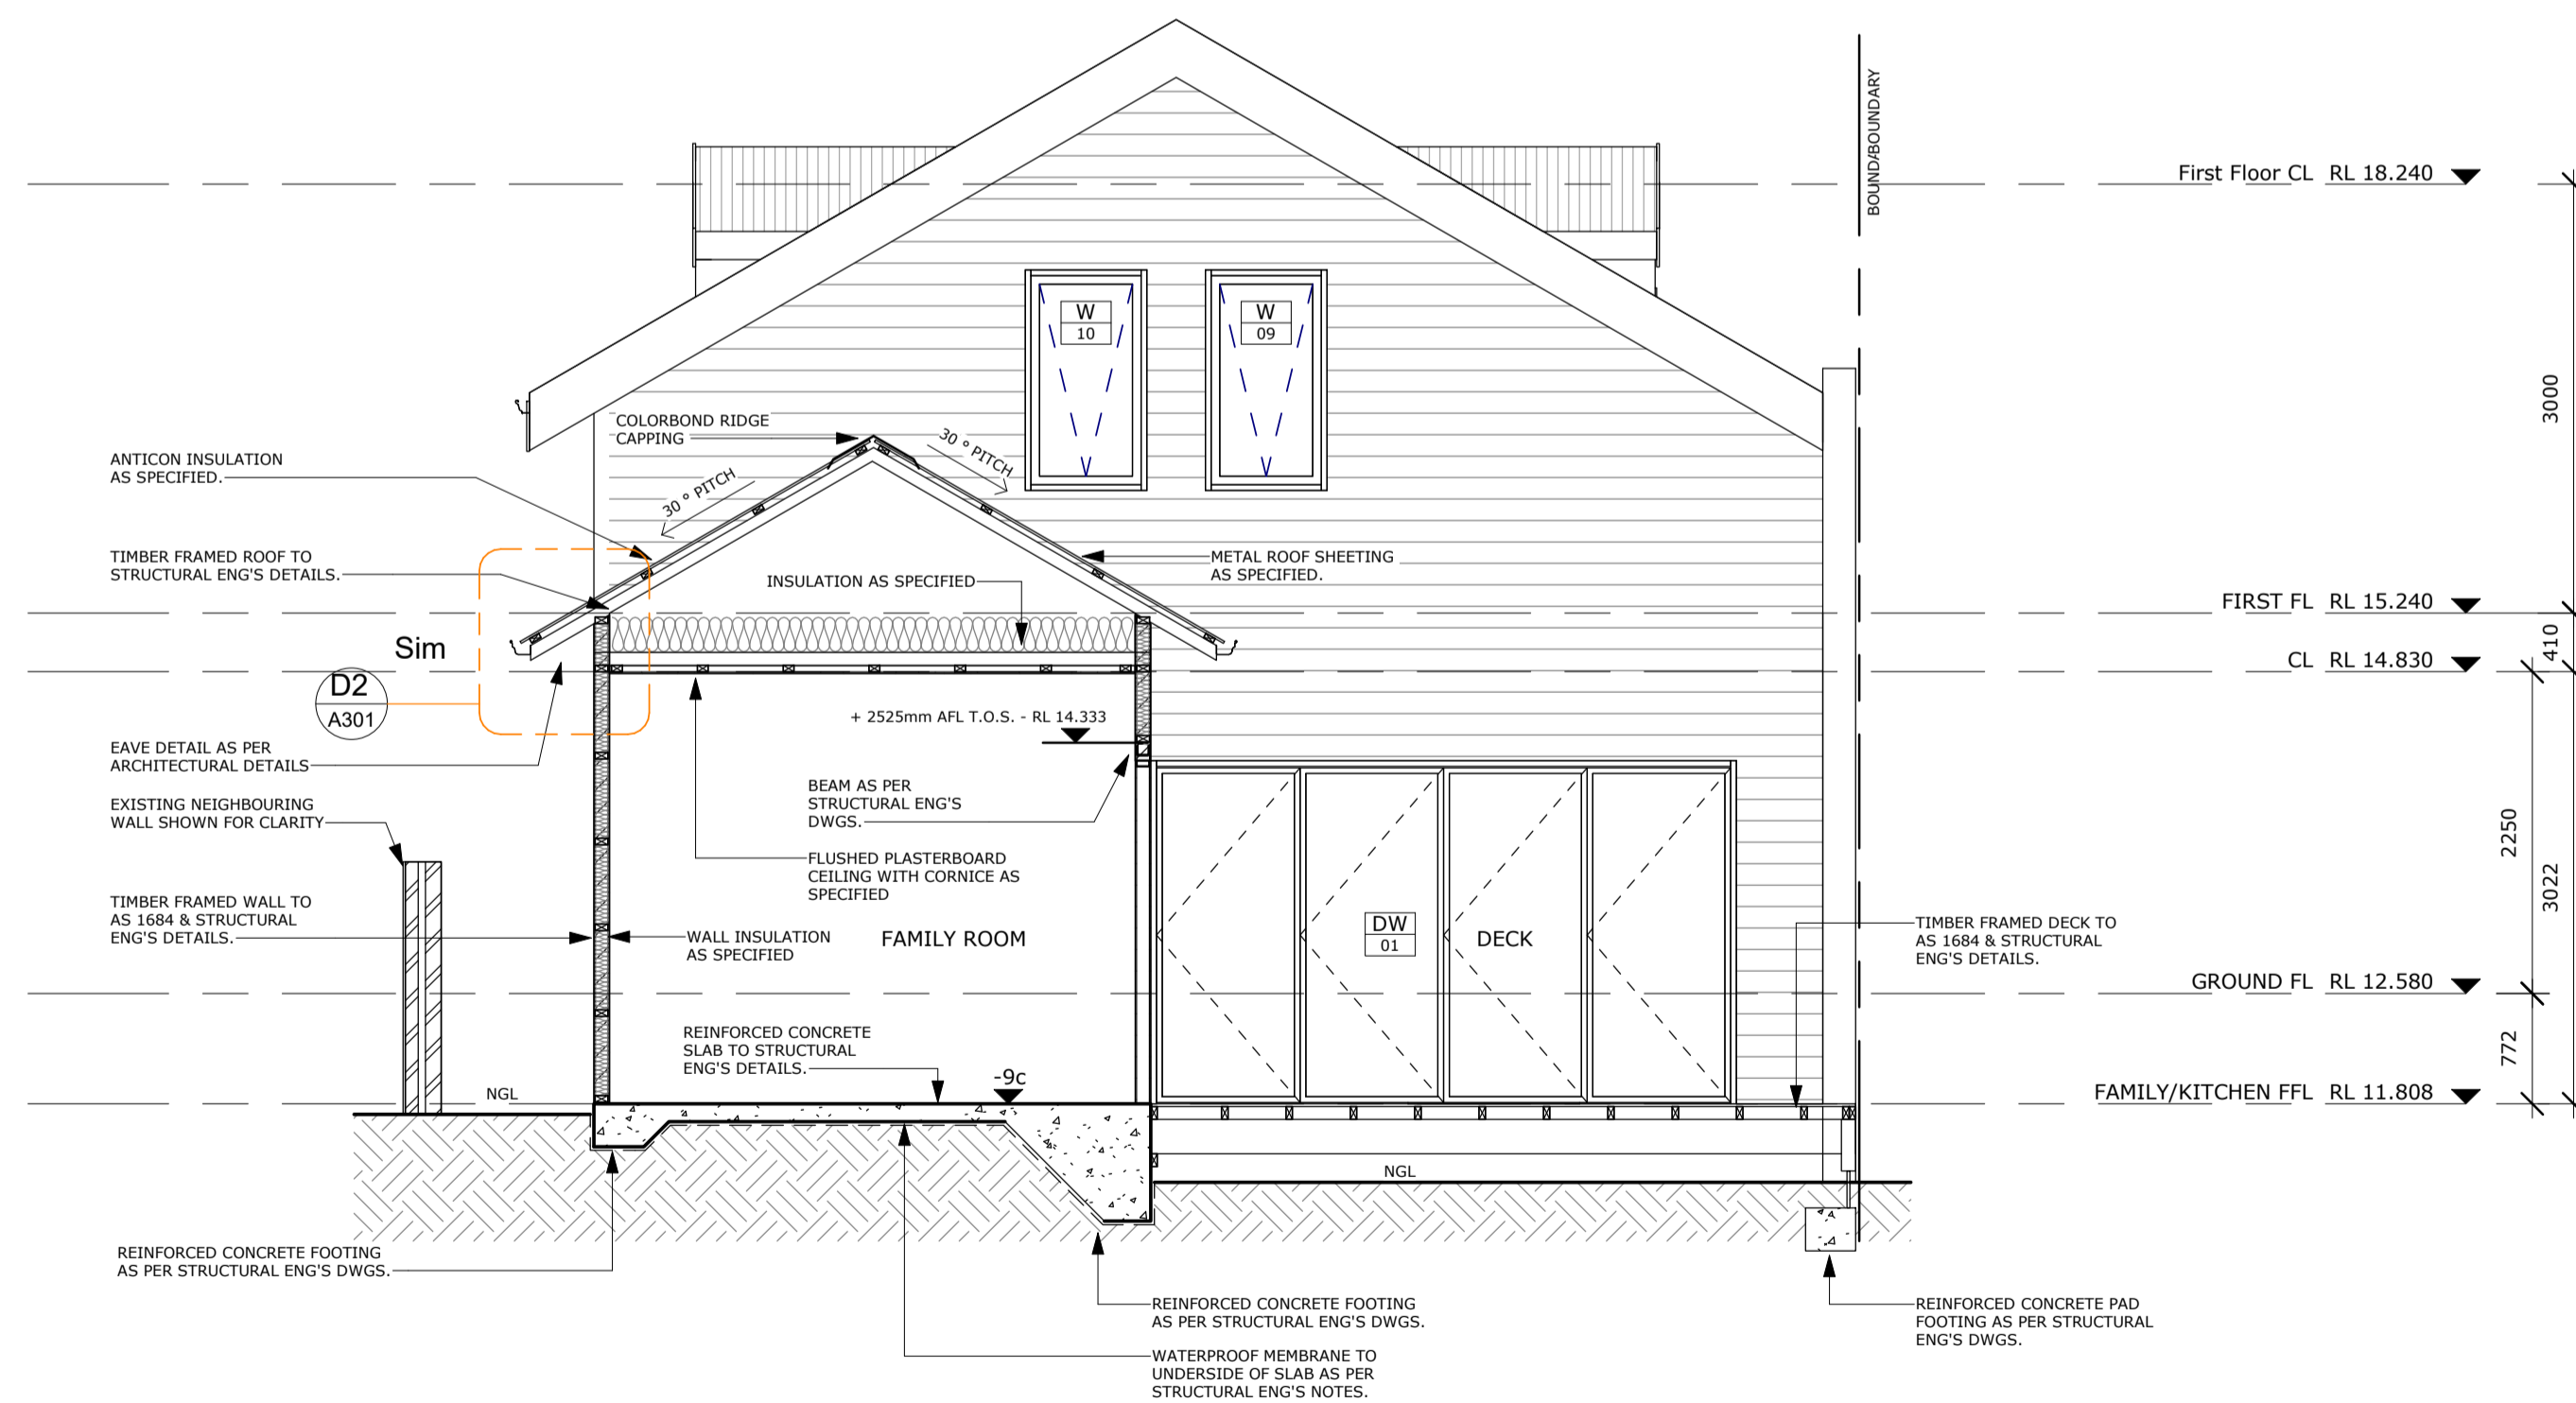 BOUND/BOUNDARY
First Floor CL RL 18.240
W
10
W
09
3000
COLORBOND RIDGE
CAPPING
30 ° PITCH
30 ° PITCH
ANTICON INSULATION
AS SPECIFIED.
TIMBER FRAMED ROOF TO
STRUCTURAL ENG'S DETAILS.
INSULATION AS SPECIFIED
METAL ROOF SHEETING
AS SPECIFIED.
FIRST FL RL 15.240
410
Sim
CL RL 14.830
D2
A301
+ 2525mm AFL T.O.S. - RL 14.333
EAVE DETAIL AS PER
ARCHITECTURAL DETAILS
BEAM AS PER
STRUCTURAL ENG'S
DWGS.
EXISTING NEIGHBOURING
WALL SHOWN FOR CLARITY
FLUSHED PLASTERBOARD
CEILING WITH CORNICE AS
SPECIFIED
2250
3022
TIMBER FRAMED WALL TO
AS 1684 & STRUCTURAL
ENG'S DETAILS.
WALL INSULATION
AS SPECIFIED
FAMILY ROOM
DW
01
DECK
TIMBER FRAMED DECK TO
AS 1684 & STRUCTURAL
ENG'S DETAILS.
GROUND FL RL 12.580
REINFORCED CONCRETE
SLAB TO STRUCTURAL
ENG'S DETAILS.
772
-9c
NGL
FAMILY/KITCHEN FFL RL 11.808
NGL
REINFORCED CONCRETE FOOTING
AS PER STRUCTURAL ENG'S DWGS.
REINFORCED CONCRETE FOOTING
AS PER STRUCTURAL ENG'S DWGS.
REINFORCED CONCRETE PAD
FOOTING AS PER STRUCTURAL
ENG'S DWGS.
WATERPROOF MEMBRANE TO
UNDERSIDE OF SLAB AS PER
STRUCTURAL ENG'S NOTES.